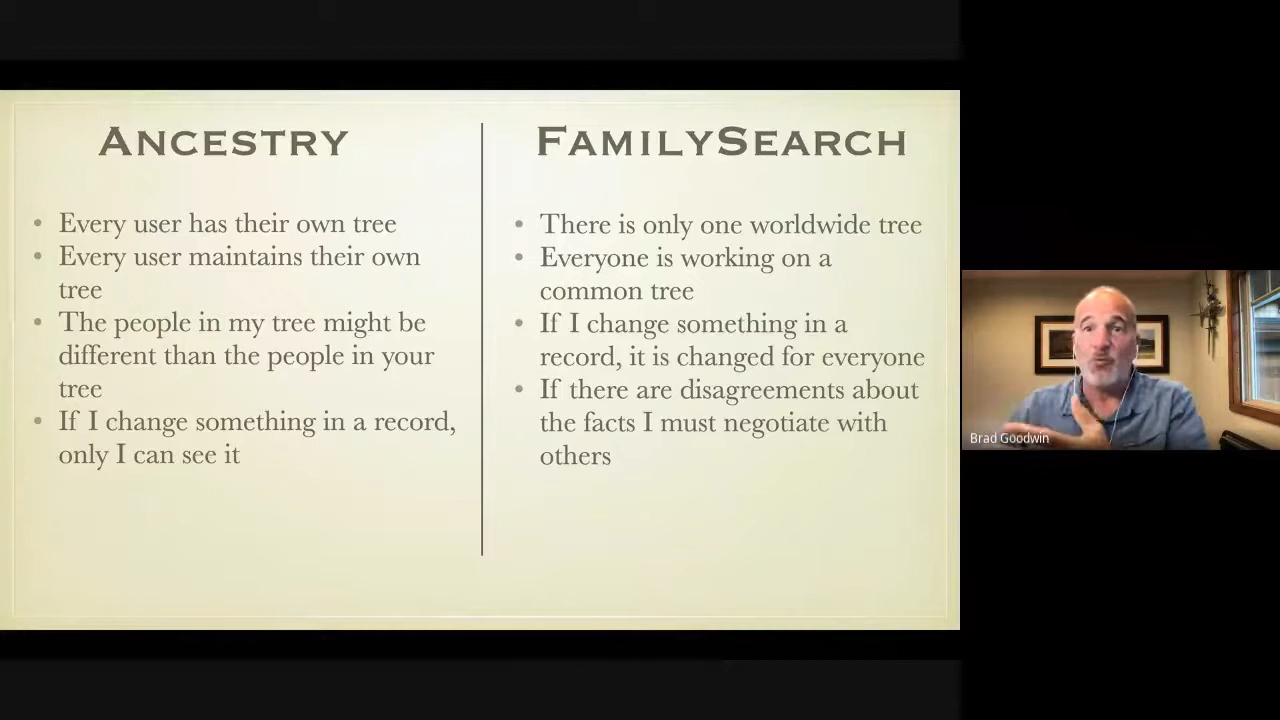 ANCESTRY
• Every user has their own tree
• Every user maintains their own
tree
• The people in my tree might be
different than the people in your
tree
• If I change something in a record,
only I can see it
FAMILYSEARCH
• There is only one worldwide tree
• Everyone is working on a
common tree
• If I change something in a
record, it is changed for everyone
• If there are disagreements about
the facts I must negotiate with
others
Brad Goodwin